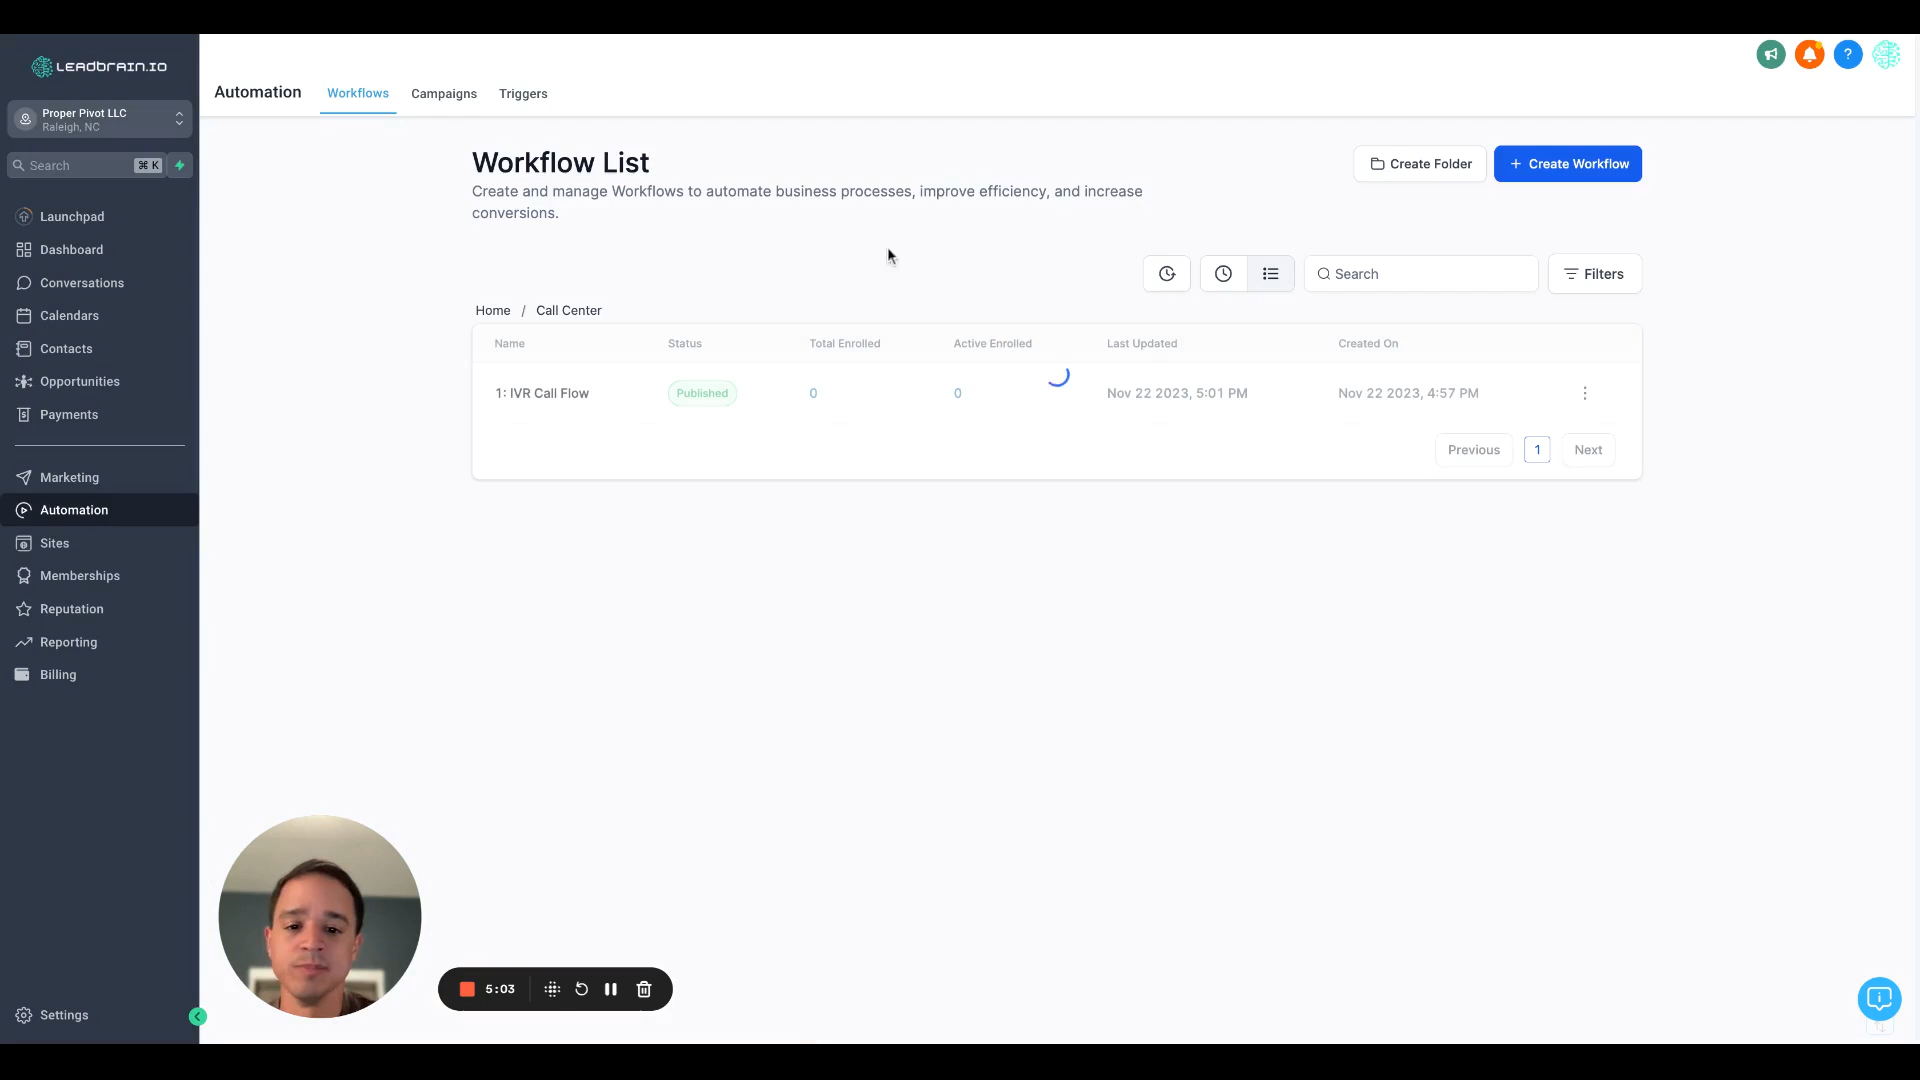 LEADBRAIN.IO
Proper Pivot LLC
Raleigh, NC
Search
⌘ K
Launchpad
Dashboard
Conversations
Calendars
Contacts
Opportunities
Payments
Marketing
Automation
Sites
Memberships
Reputation
Reporting
Billing
Settings
Automation
Workflows
Campaigns
Triggers
?
Workflow List
Create and manage Workflows to automate business processes, improve efficiency, and increase
conversions.
Create Folder
+ Create Workflow
Search
Filters
Home / Call Center
Name Status Total Enrolled Active Enrolled Last Updated Created On
1: IVR Call Flow Published 0 0 Nov 22 2023, 5:01 PM Nov 22 2023, 4:57 PM
Previous 1 Next
5:03